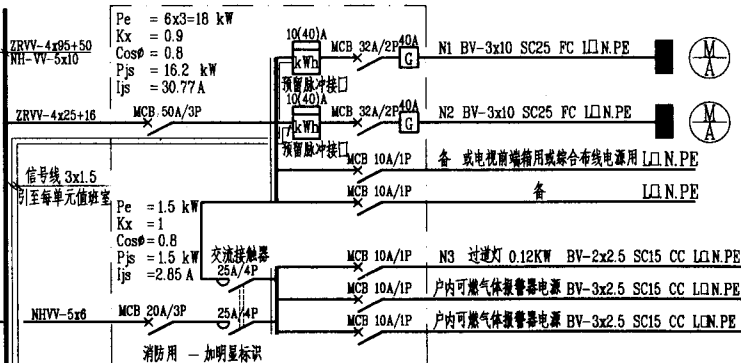 Pe = 6x3=18 kW
Kx = 0.9
Cosø = 0.8
Pjs = 16.2 kW
Ijs = 30.77A
ZRVV-4x95+50
NH-VV-5x10
10(40)A
kWh
MCB 32A/2P
40A
G
N1 BV-3x10 SC25 FC L□ N.PE
M
A
预留脉冲接口
ZRVV-4x25+16
MCB 50A/3P
10(40)A
kWh
MCB 32A/2P
40A
G
N2 BV-3x10 SC25 FC L□ N.PE
M
A
预留脉冲接口
MCB 10A/1P
备 或电视前端箱用或综合布线电源用 L□ N.PE
信号线 3x1.5
引至每单元值班室
MCB 10A/1P
备 L□ N.PE
Pe = 1.5 kW
Kx = 1
Cosø = 0.8
Pjs = 1.5 kW
Ijs =2.85 A
交流接触器
25A/4P
MCB 10A/1P
N3 过道灯 0.12KW BV-2x2.5 SC15 CC L□ N.PE
MCB 10A/1P
户内可燃气体报警器电源 BV-3x2.5 SC15 CC L□ N.PE
NHVV-5x6
MCB 20A/3P
25A/4P
MCB 10A/1P
户内可燃气体报警器电源 BV-3x2.5 SC15 CC L□ N.PE
消防用 一加明显标识